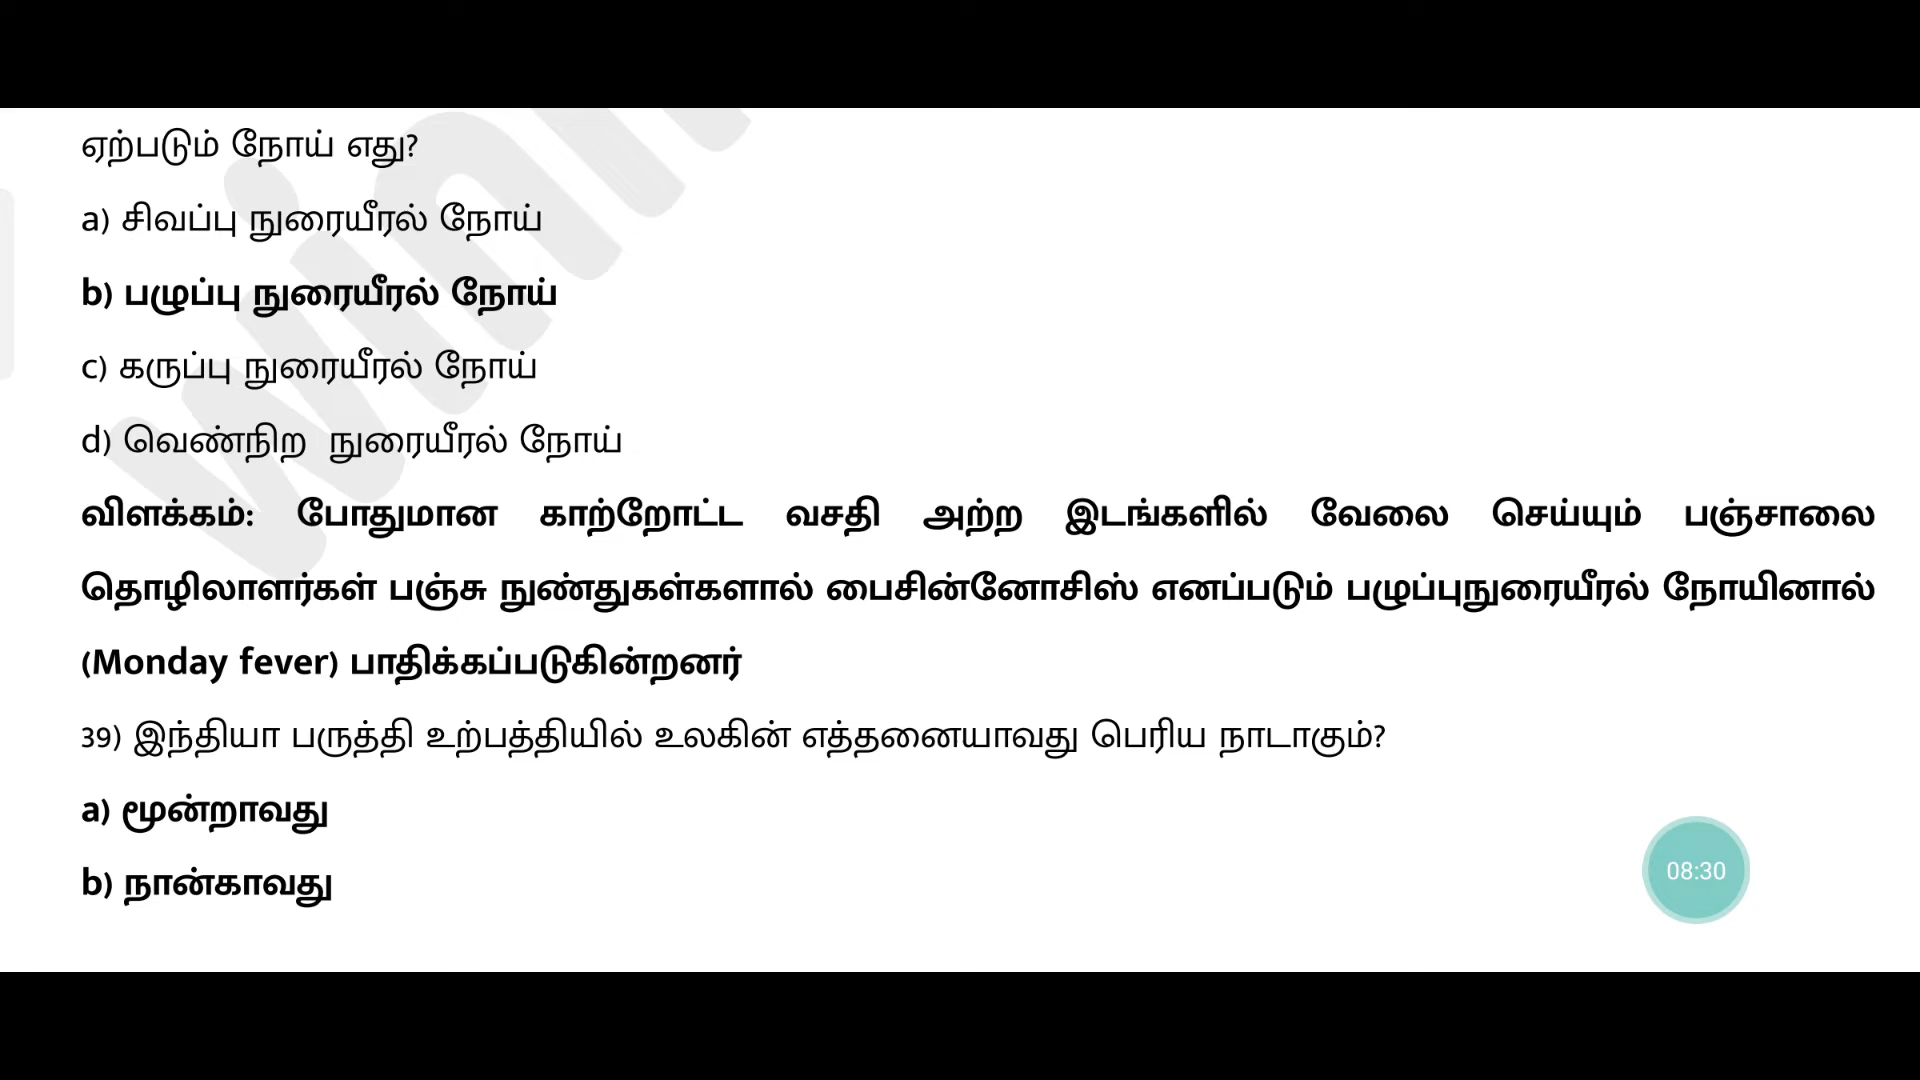 ஏற்படும் நோய் எது?
a) சிவப்பு நுரையீரல் நோய்
b) பழுப்பு நுரையீரல் நோய்
c) கருப்பு நுரையீரல் நோய்
d) வெண்நிற நுரையீரல் நோய்
விளக்கம்: போதுமான காற்றோட்ட வசதி அற்ற இடங்களில் வேலை செய்யும் பஞ்சாலை
தொழிலாளர்கள் பஞ்சு நுண்துகள்களால் பைசின்னோசிஸ் எனப்படும் பழுப்புநுரையீரல் நோயினால்
(Monday fever) பாதிக்கப்படுகின்றனர்
39) இந்தியா பருத்தி உற்பத்தியில் உலகின் எத்தனையாவது பெரிய நாடாகும்?
a) மூன்றாவது
b) நான்காவது
08:30